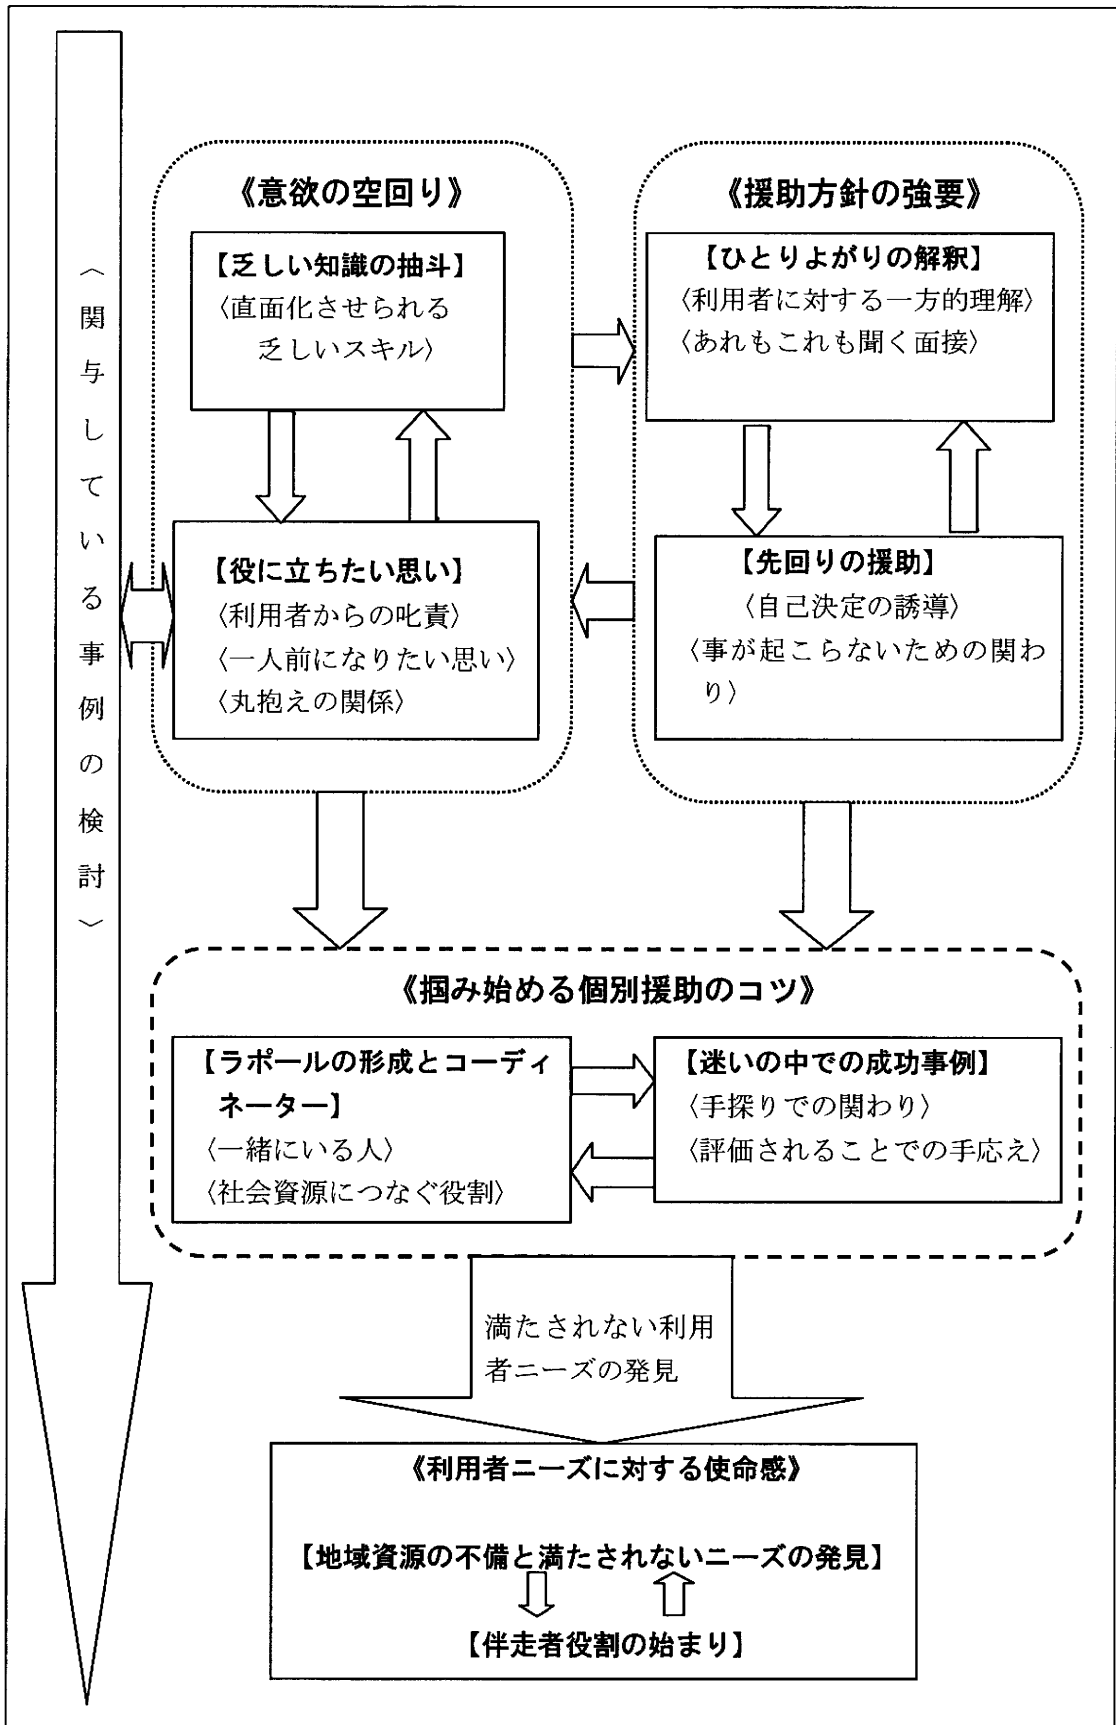 〈関与している事例の検討〉
《意欲の空回り》
【乏しい知識の抽斗】
〈直面化させられる
乏しいスキル〉
【役に立ちたい思い】
〈利用者からの叱責〉
〈一人前になりたい思い〉
〈丸抱えの関係〉
《援助方針の強要》
【ひとりよがりの解釈】
〈利用者に対する一方的理解〉
〈あれもこれも聞く面接〉
【先回りの援助】
〈自己決定の誘導〉
〈事が起こらないための関わ
り〉
《掴み始める個別援助のコツ》
【ラポールの形成とコーディ
ネーター】
〈一緒にいる人〉
〈社会資源につなぐ役割〉
【迷いの中での成功事例】
〈手探りでの関わり〉
〈評価されることでの手応え〉
満たされない利用
者ニーズの発見
《利用者ニーズに対する使命感》
【地域資源の不備と満たされないニーズの発見】
【伴走者役割の始まり】